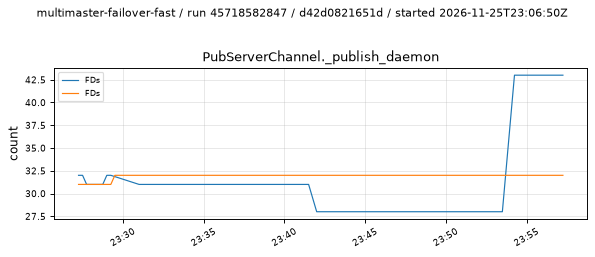 multimaster-failover-fast / run 45718582847 / d42d0821651d / started 2026-11-25T23:06:50Z
PubServerChannel._publish_daemon
FDs
FDs
count
42.5
40.0
37.5
35.0
32.5
30.0
27.5
23:30
23:35
23:40
23:45
23:50
23:55